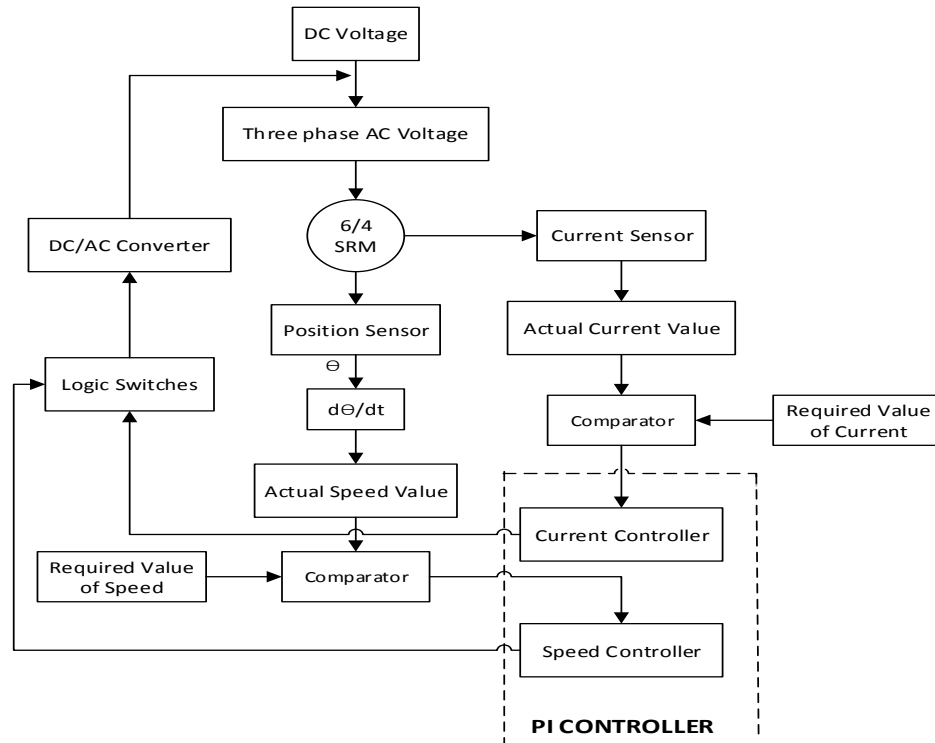 DC Voltage
Three phase AC Voltage
6/4
SRM
DC/AC Converter
Current Sensor
Position Sensor
Actual Current Value
Θ
Logic Switches
dΘ/dt
Comparator
Required Value
of Current
Actual Speed Value
Current Controller
Required Value
of Speed
Comparator
Speed Controller
PI CONTROLLER